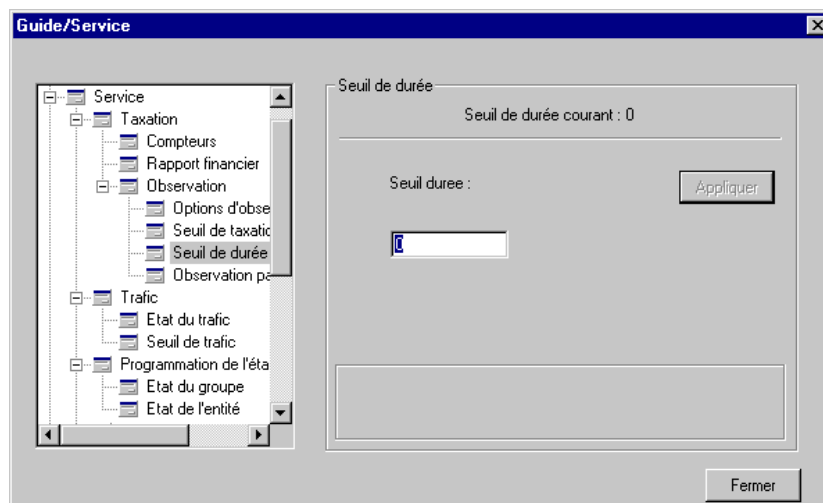 Guide/Service
Service
Taxation
Compteurs
Rapport financier
Observation
Options d'obse
Seuil de taxatio
Seuil de durée
Observation pa
Trafic
Etat du trafic
Seuil de trafic
Programmation de l'éta
Etat du groupe
Etat de l'entité
Seuil de durée
Seuil de durée courant : 0
Seuil duree :
Appliquer
0
Fermer